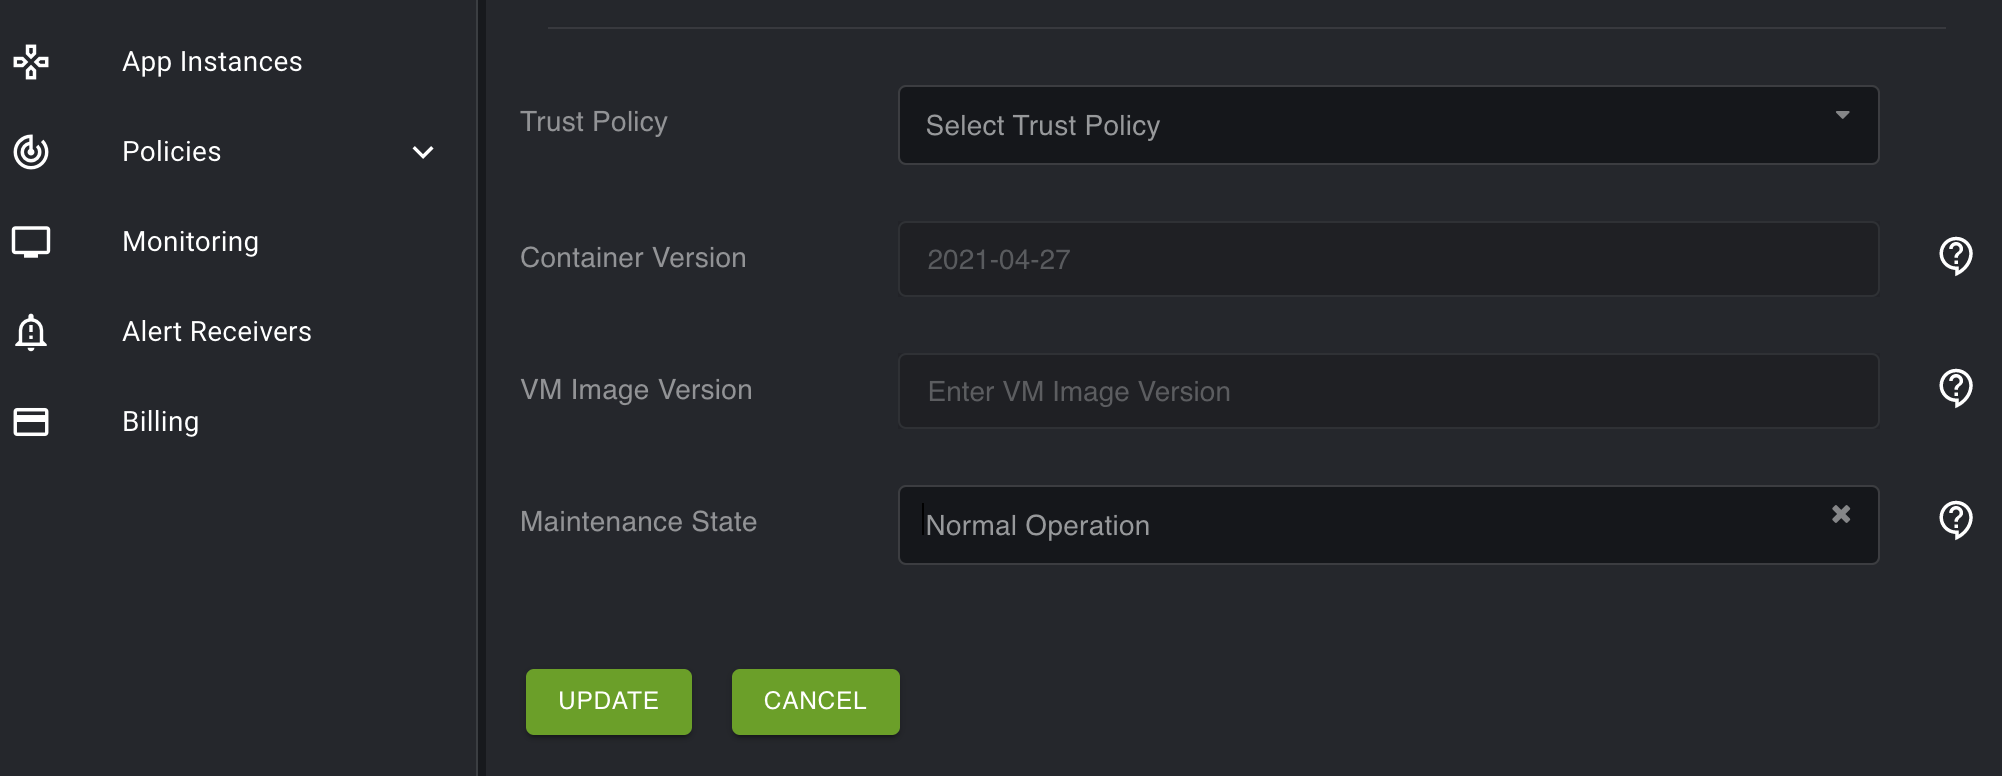 App Instances
Policies
Monitoring
Alert Receivers
Billing
Trust Policy
Select Trust Policy
Container Version
2021-04-27
VM Image Version
Enter VM Image Version
Maintenance State
Normal Operation
UPDATE
CANCEL